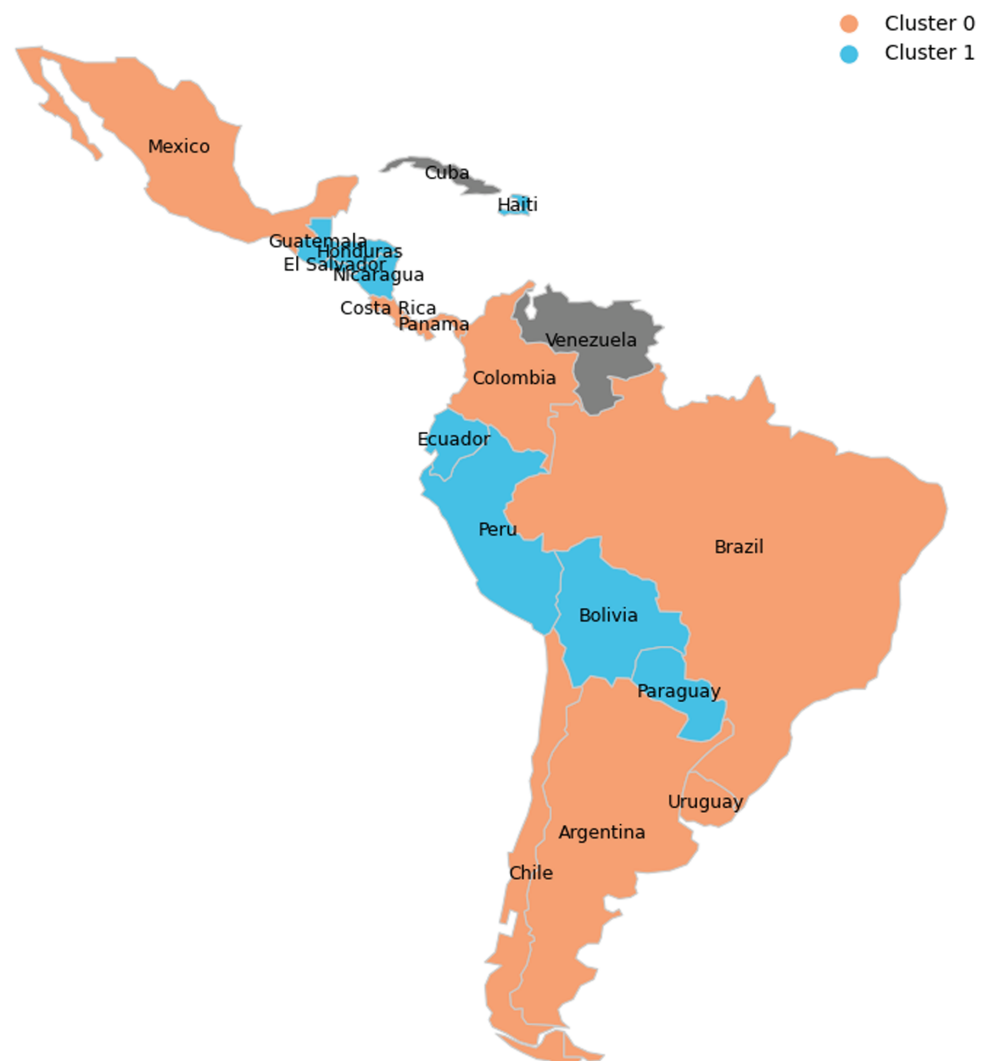 Cluster 0
Cluster 1
Mexico
Cuba
Haiti
Guatemala
Honduras
El Salvador
Nicaragua
Costa Rica
Panama
Venezuela
Colombia
Ecuador
Peru
Brazil
Bolivia
Paraguay
Uruguay
Argentina
Chile